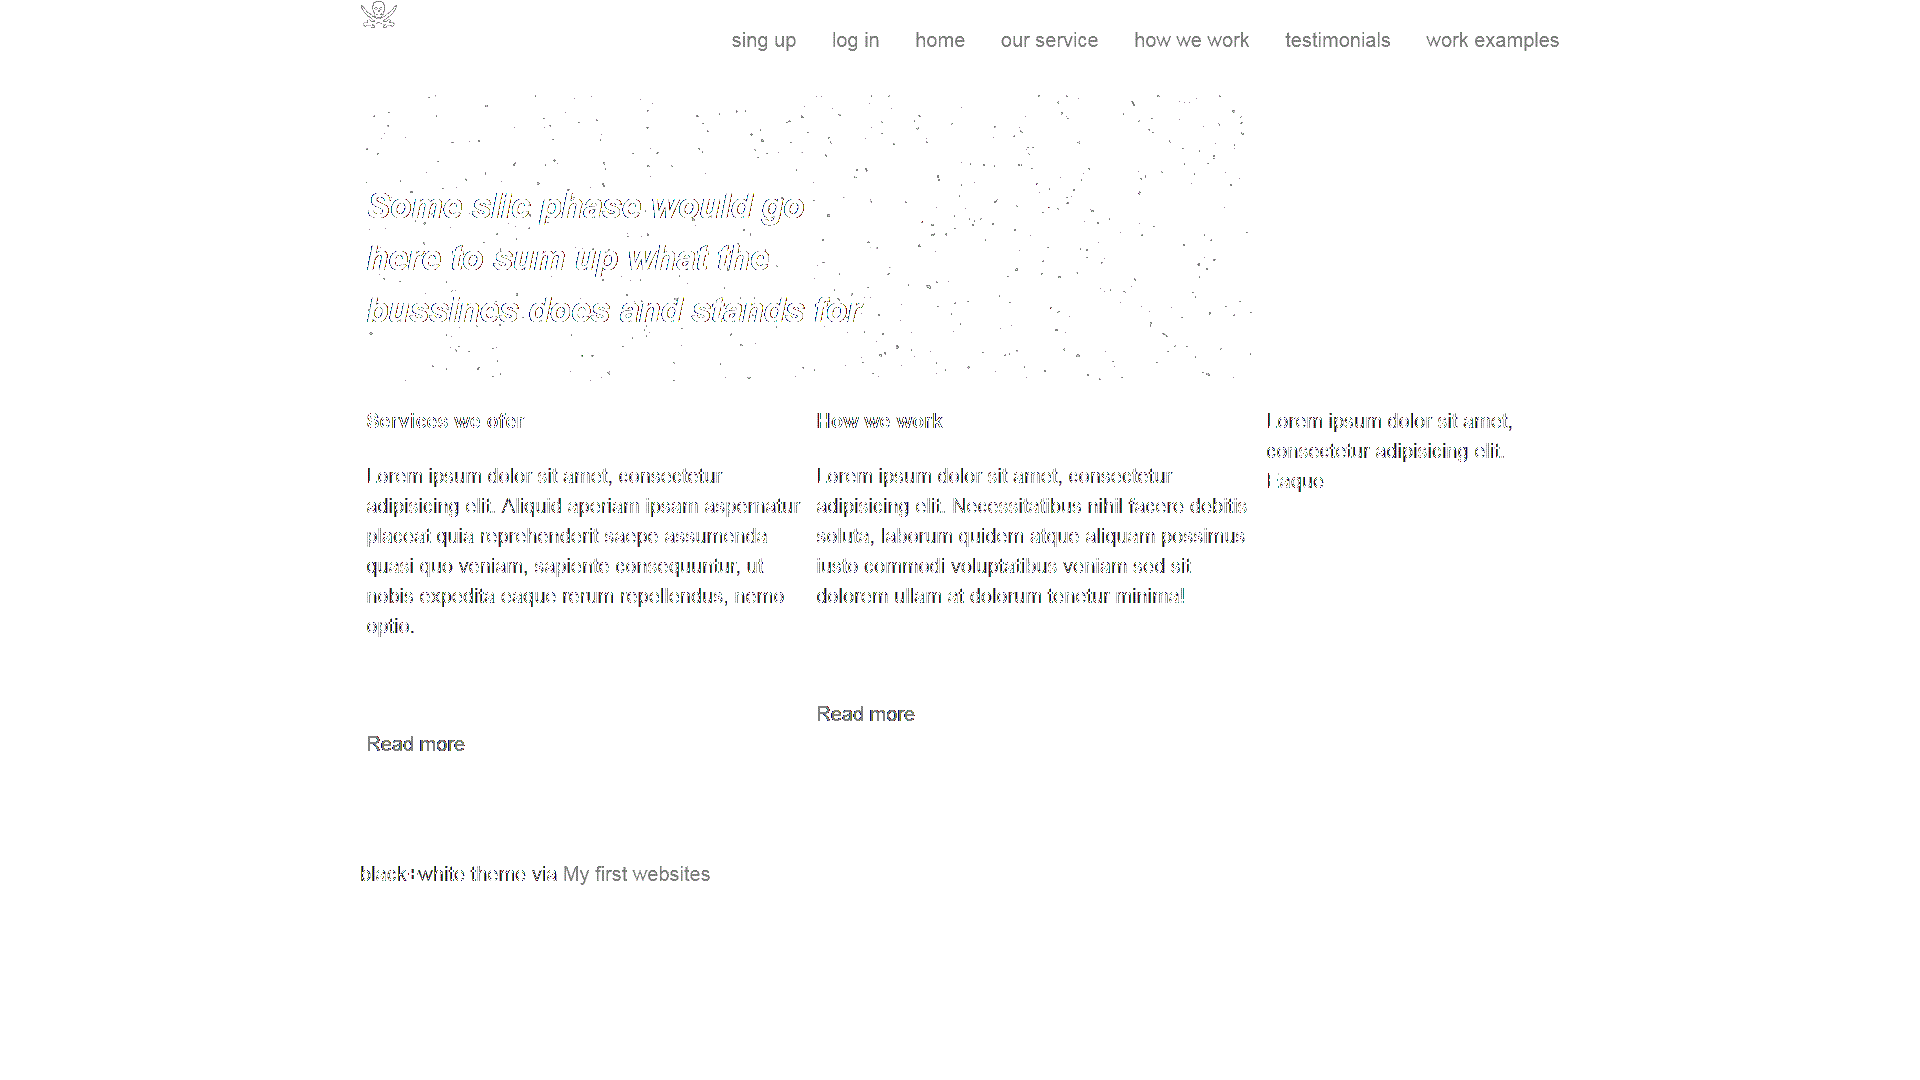 sing up log in home our service how we work testimonials work examples
Some slic phase would go
here to sum up what the
bussines does and stands for
Services we ofer
Lorem ipsum dolor sit amet, consectetur
adipisicing elit. Aliquid aperiam ipsam aspernatur
placeat quia reprehenderit saepe assumenda
quasi quo veniam, sapiente consequuntur, ut
nobis expedita eaque rerum repellendus, nemo
optio.
Read more
How we work
Lorem ipsum dolor sit amet, consectetur
adipisicing elit. Necessitatibus nihil facere debitis
soluta, laborum quidem atque aliquam possimus
iusto commodi voluptatibus veniam sed sit
dolorem ullam at dolorum tenetur minima!
Read more
Lorem ipsum dolor sit amet,
consectetur adipisicing elit.
Eaque
black+white theme via My first websites